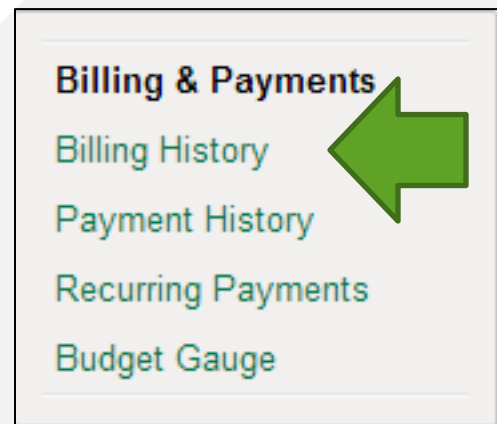 Billing & Payments
Billing History
Payment History
Recurring Payments
Budget Gauge